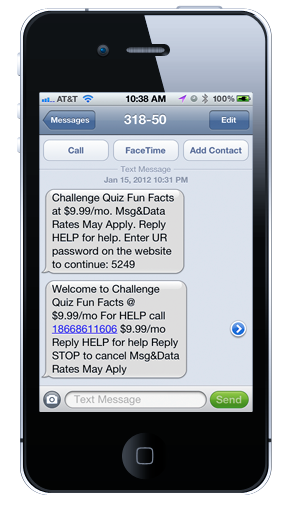 AT&T 10:38 AM 100%
Messages 318-50 Edit
Call FaceTime Add Contact
Text Message
Jan 15, 2012 10:31 PM
Challenge Quiz Fun Facts
at $9.99/mo. Msg&Data
Rates May Apply. Reply
HELP for help. Enter UR
password on the website
to continue: 5249
Welcome to Challenge
Quiz Fun Facts @
$9.99/mo For HELP call
18668611606 $9.99/mo
Reply HELP for help Reply
STOP to cancel Msg&Data
Rates May Aply
Text Message Send